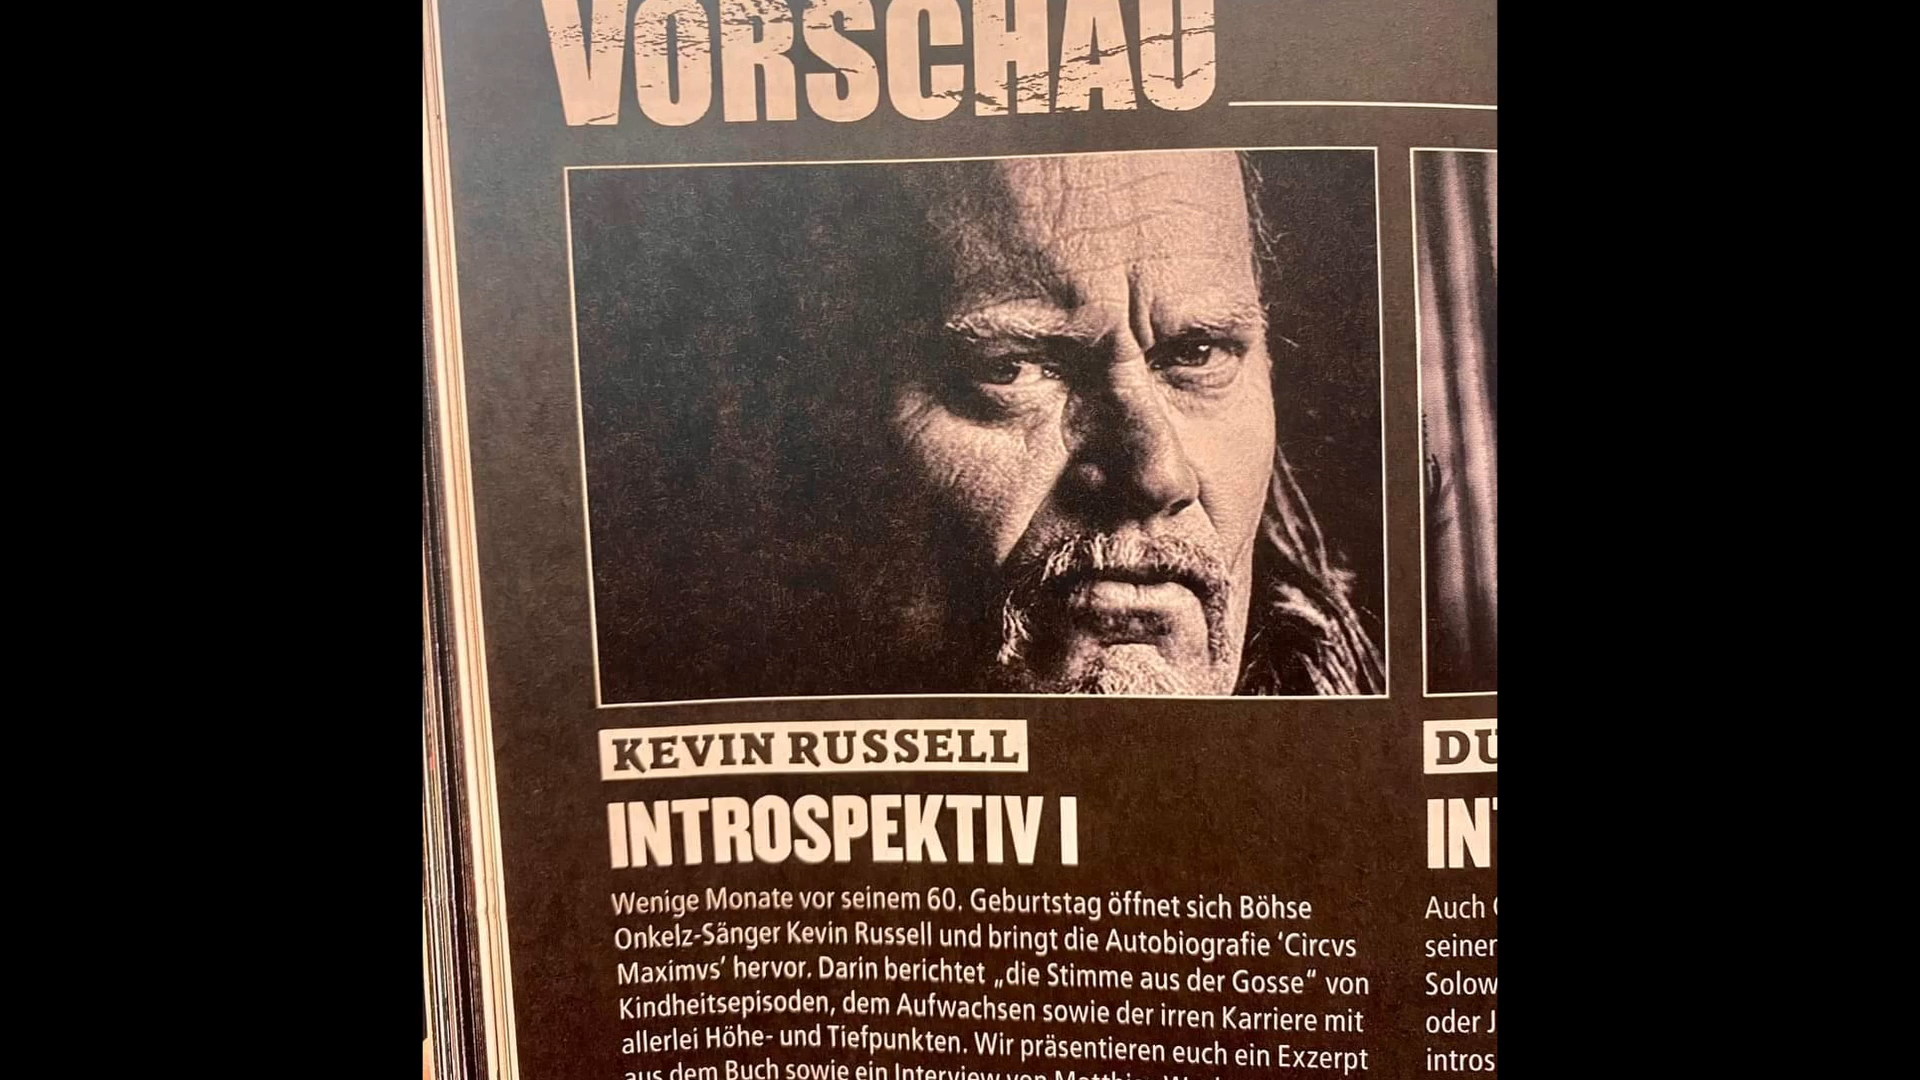 VORSCHAU
KEVIN RUSSELL
INTROSPEKTIV I
Wenige Monate vor seinem 60. Geburtstag öffnet sich Böhse
Onkelz-Sänger Kevin Russell und bringt die Autobiografie ‘Circvs
Maximvs’ hervor. Darin berichtet „die Stimme aus der Gosse“ von
Kindheitsepisoden, dem Aufwachsen sowie der irren Karriere mit
allerlei Höhe- und Tiefpunkten. Wir präsentieren euch ein Exzerpt
aus dem Buch sowie ein Interview von
DU
IN
Auch
seiner
Solow
oder J
intros